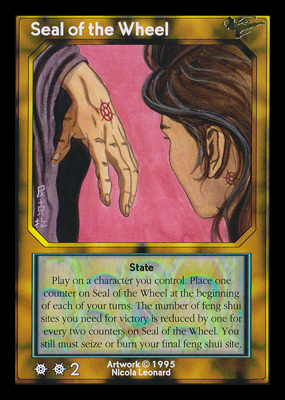 Seal of the Wheel
State
Play on a character you control. Place one
counter on Seal of the Wheel at the beginning
of each of your turns. The number of feng shui
sites you need for victory is reduced by one for
every two counters on Seal of the Wheel. You
still must seize or burn your final feng shui site.
2
Artwork © 1995
Nicola Leonard